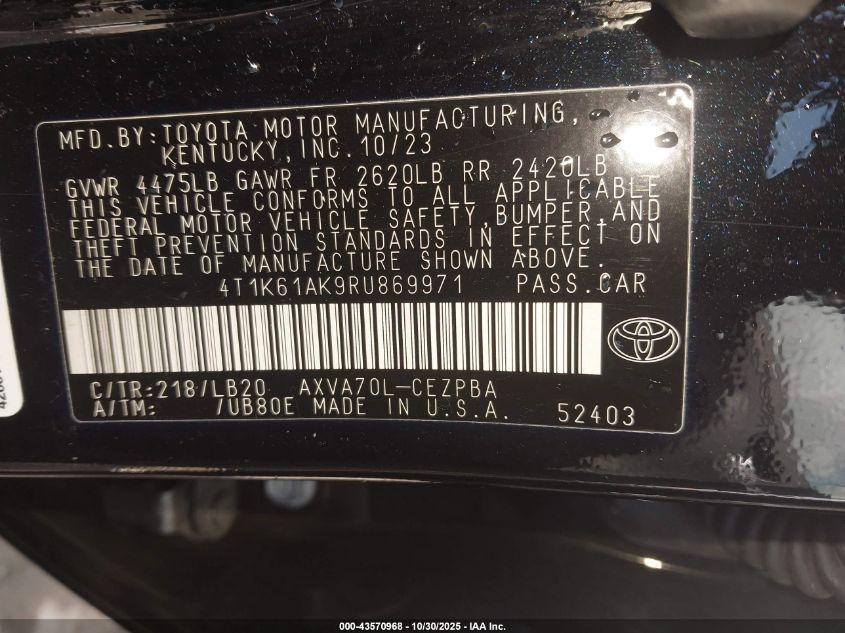 MFD. BY: TOYOTA MOTOR MANUFACTURING,
KENTUCKY, INC. 10/23
GVWR 4475LB GAWR FR 2620LB RR 2420LB
THIS VEHICLE CONFORMS TO ALL APPLICABLE
FEDERAL MOTOR VEHICLE SAFETY, BUMPER, AND
THEFT PREVENTION STANDARDS IN EFFECT ON
THE DATE OF MANUFACTURE SHOWN ABOVE.
4T1K61AK9RU869971 PASS. CAR
C/TR: 218/LB20 AXVA70L-CEZPBA
A/TM: /UB80E MADE IN U.S.A. 52403
000-43570968 - 10/30/2025 - IAA Inc.